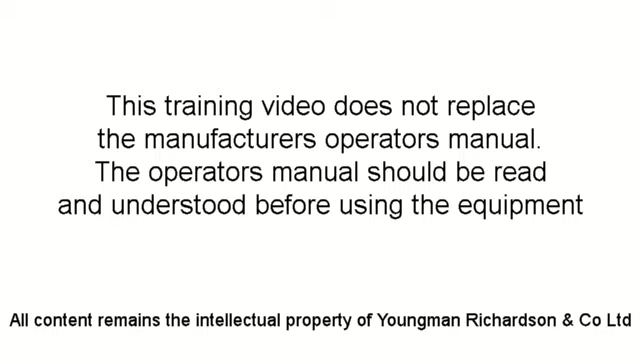 This training video does not replace
the manufacturers operators manual.
The operators manual should be read
and understood before using the equipment
All content remains the intellectual property of Youngman Richardson & Co Ltd